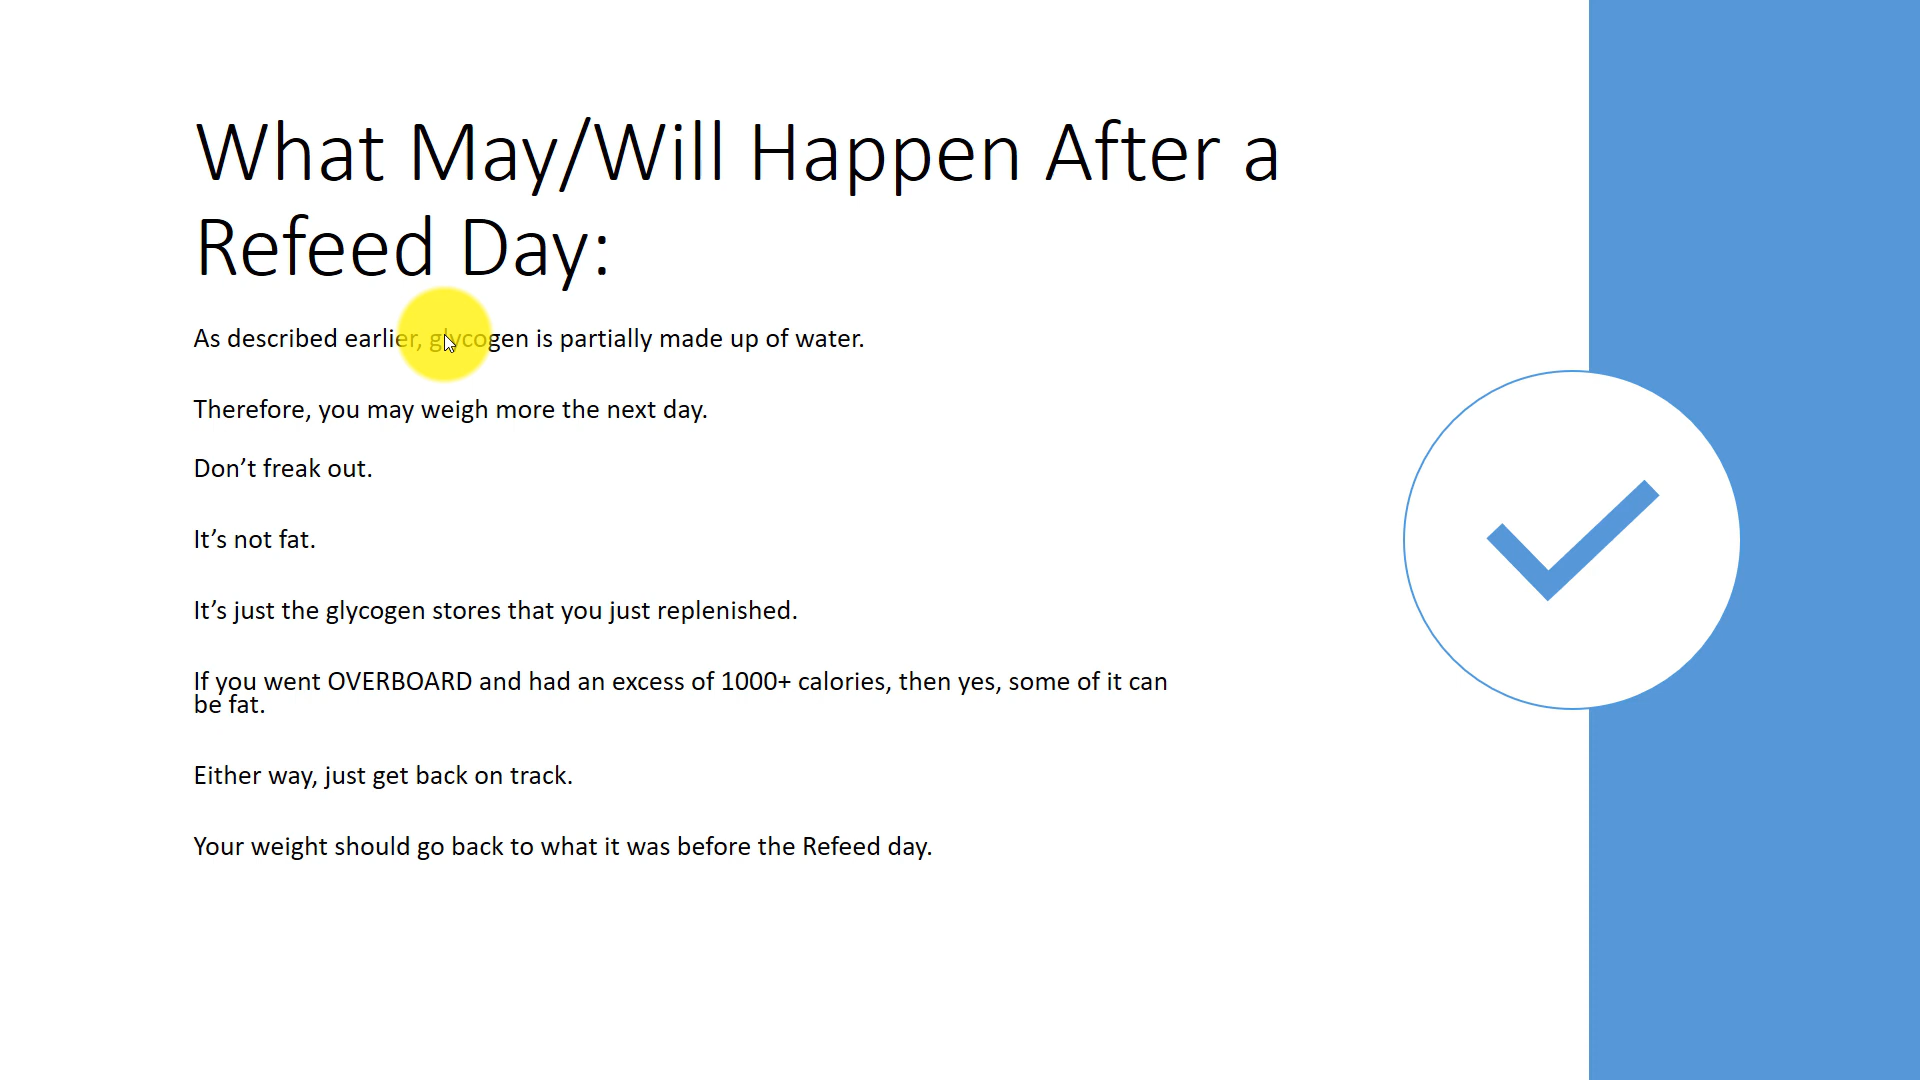 What May/Will Happen After a
Refeed Day:
As described earlier, glycogen is partially made up of water.
Therefore, you may weigh more the next day.
Don’t freak out.
It’s not fat.
It’s just the glycogen stores that you just replenished.
If you went OVERBOARD and had an excess of 1000+ calories, then yes, some of it can
be fat.
Either way, just get back on track.
Your weight should go back to what it was before the Refeed day.